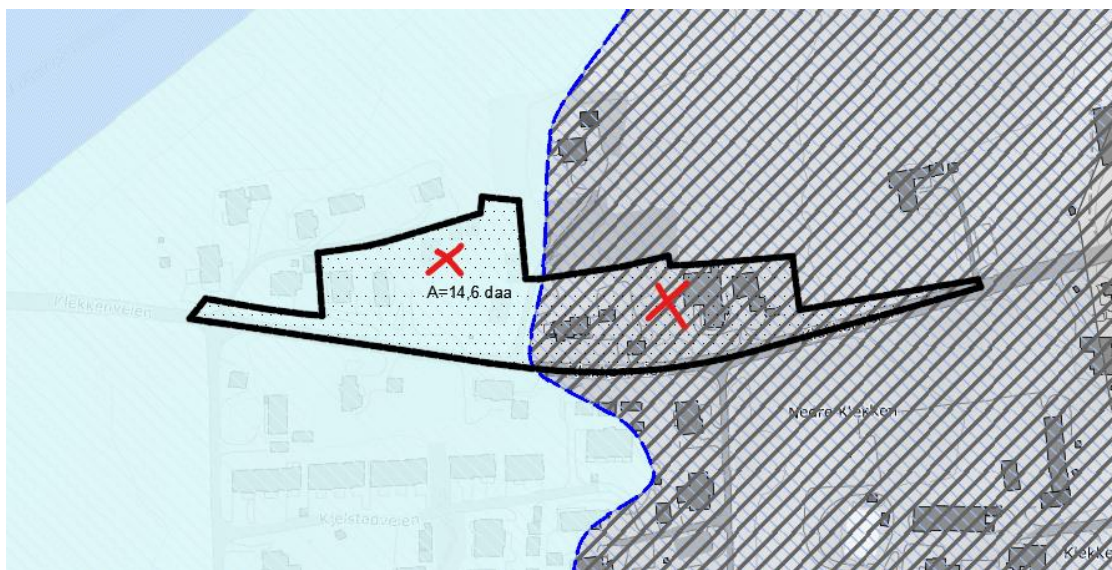 Klekkenveien
A=14,6 daa
Nedre Klekken
Kjelstadveien
Klekken